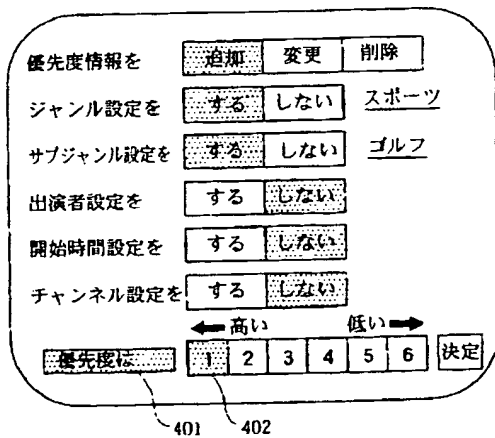 優先度情報を 追加 変更 削除
ジャンル設定を する しない スポーツ
サブジャンル設定を する しない ゴルフ
出演者設定を する しない
開始時間設定を する しない
チャンネル設定を する しない
← 高い 低い →
優先度は 1 2 3 4 5 6 決定
401 402